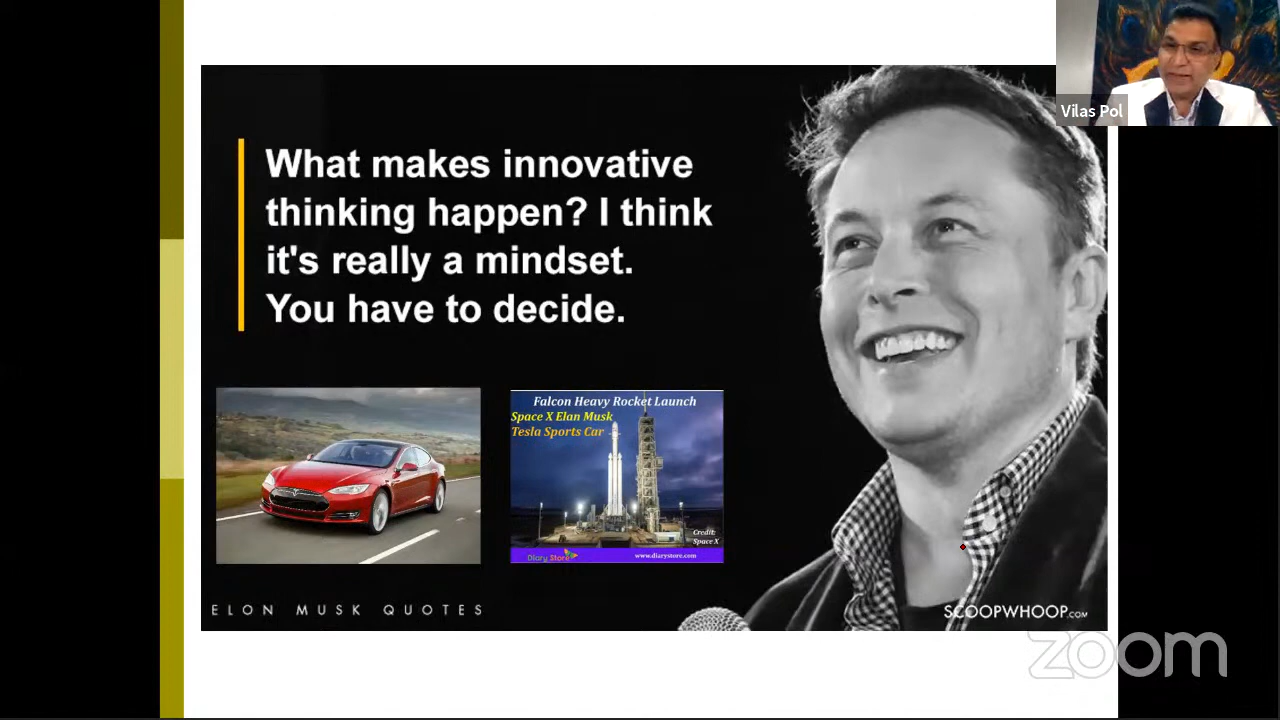 Vilas Pol
What makes innovative
thinking happen? I think
it's really a mindset.
You have to decide.
Falcon Heavy Rocket Launch
Space X Elan Musk
Tesla Sports Car
Credit:
Space X
Diary Store
www.diarystore.com
ELON MUSK QUOTES
SCOOPWHOOP.COM
zoom